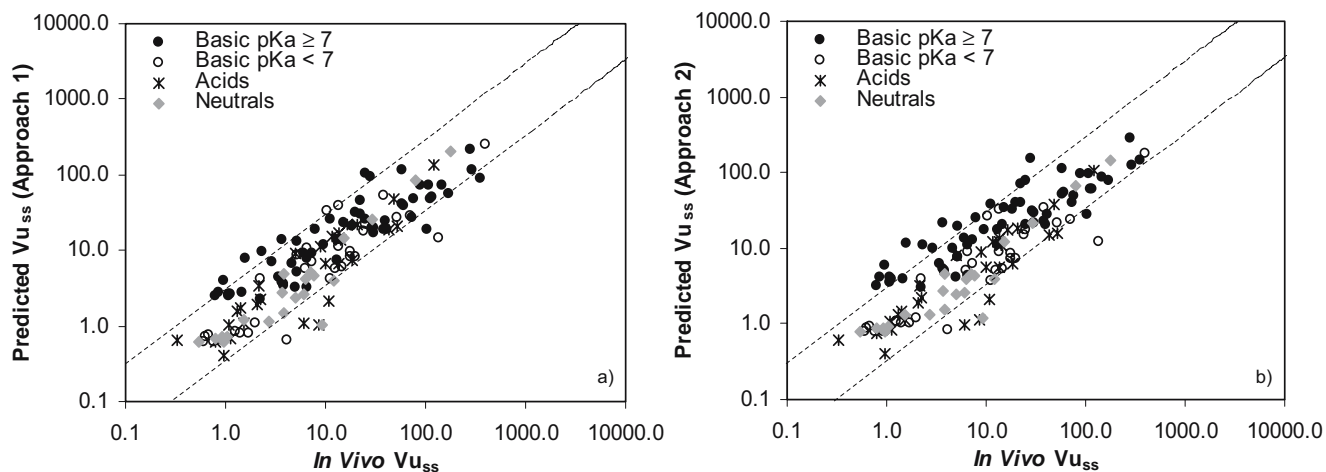 10000.0
1000.0
100.0
10.0
1.0
0.1
Predicted Vu ss (Approach 1)
● Basic pKa ≥ 7
○ Basic pKa < 7
Acids
Neutrals
a)
0.1 1.0 10.0 100.0 1000.0 10000.0
In Vivo Vuss
10000.0
1000.0
100.0
10.0
1.0
0.1
Predicted Vu ss (Approach 2)
● Basic pKa ≥ 7
○ Basic pKa < 7
Acids
Neutrals
b)
0.1 1.0 10.0 100.0 1000.0 10000.0
In Vivo Vuss